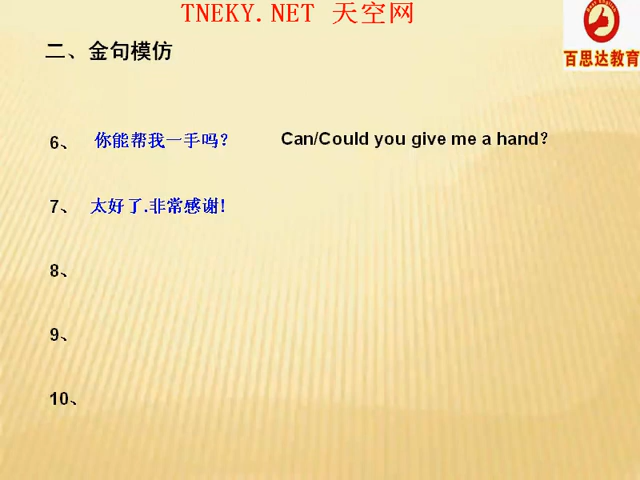 TNEKY.NET 天空网
百思达教育
二、金句模仿
6、 你能帮我一手吗? Can/Could you give me a hand?
7、 太好了.非常感谢!
8、
9、
10、